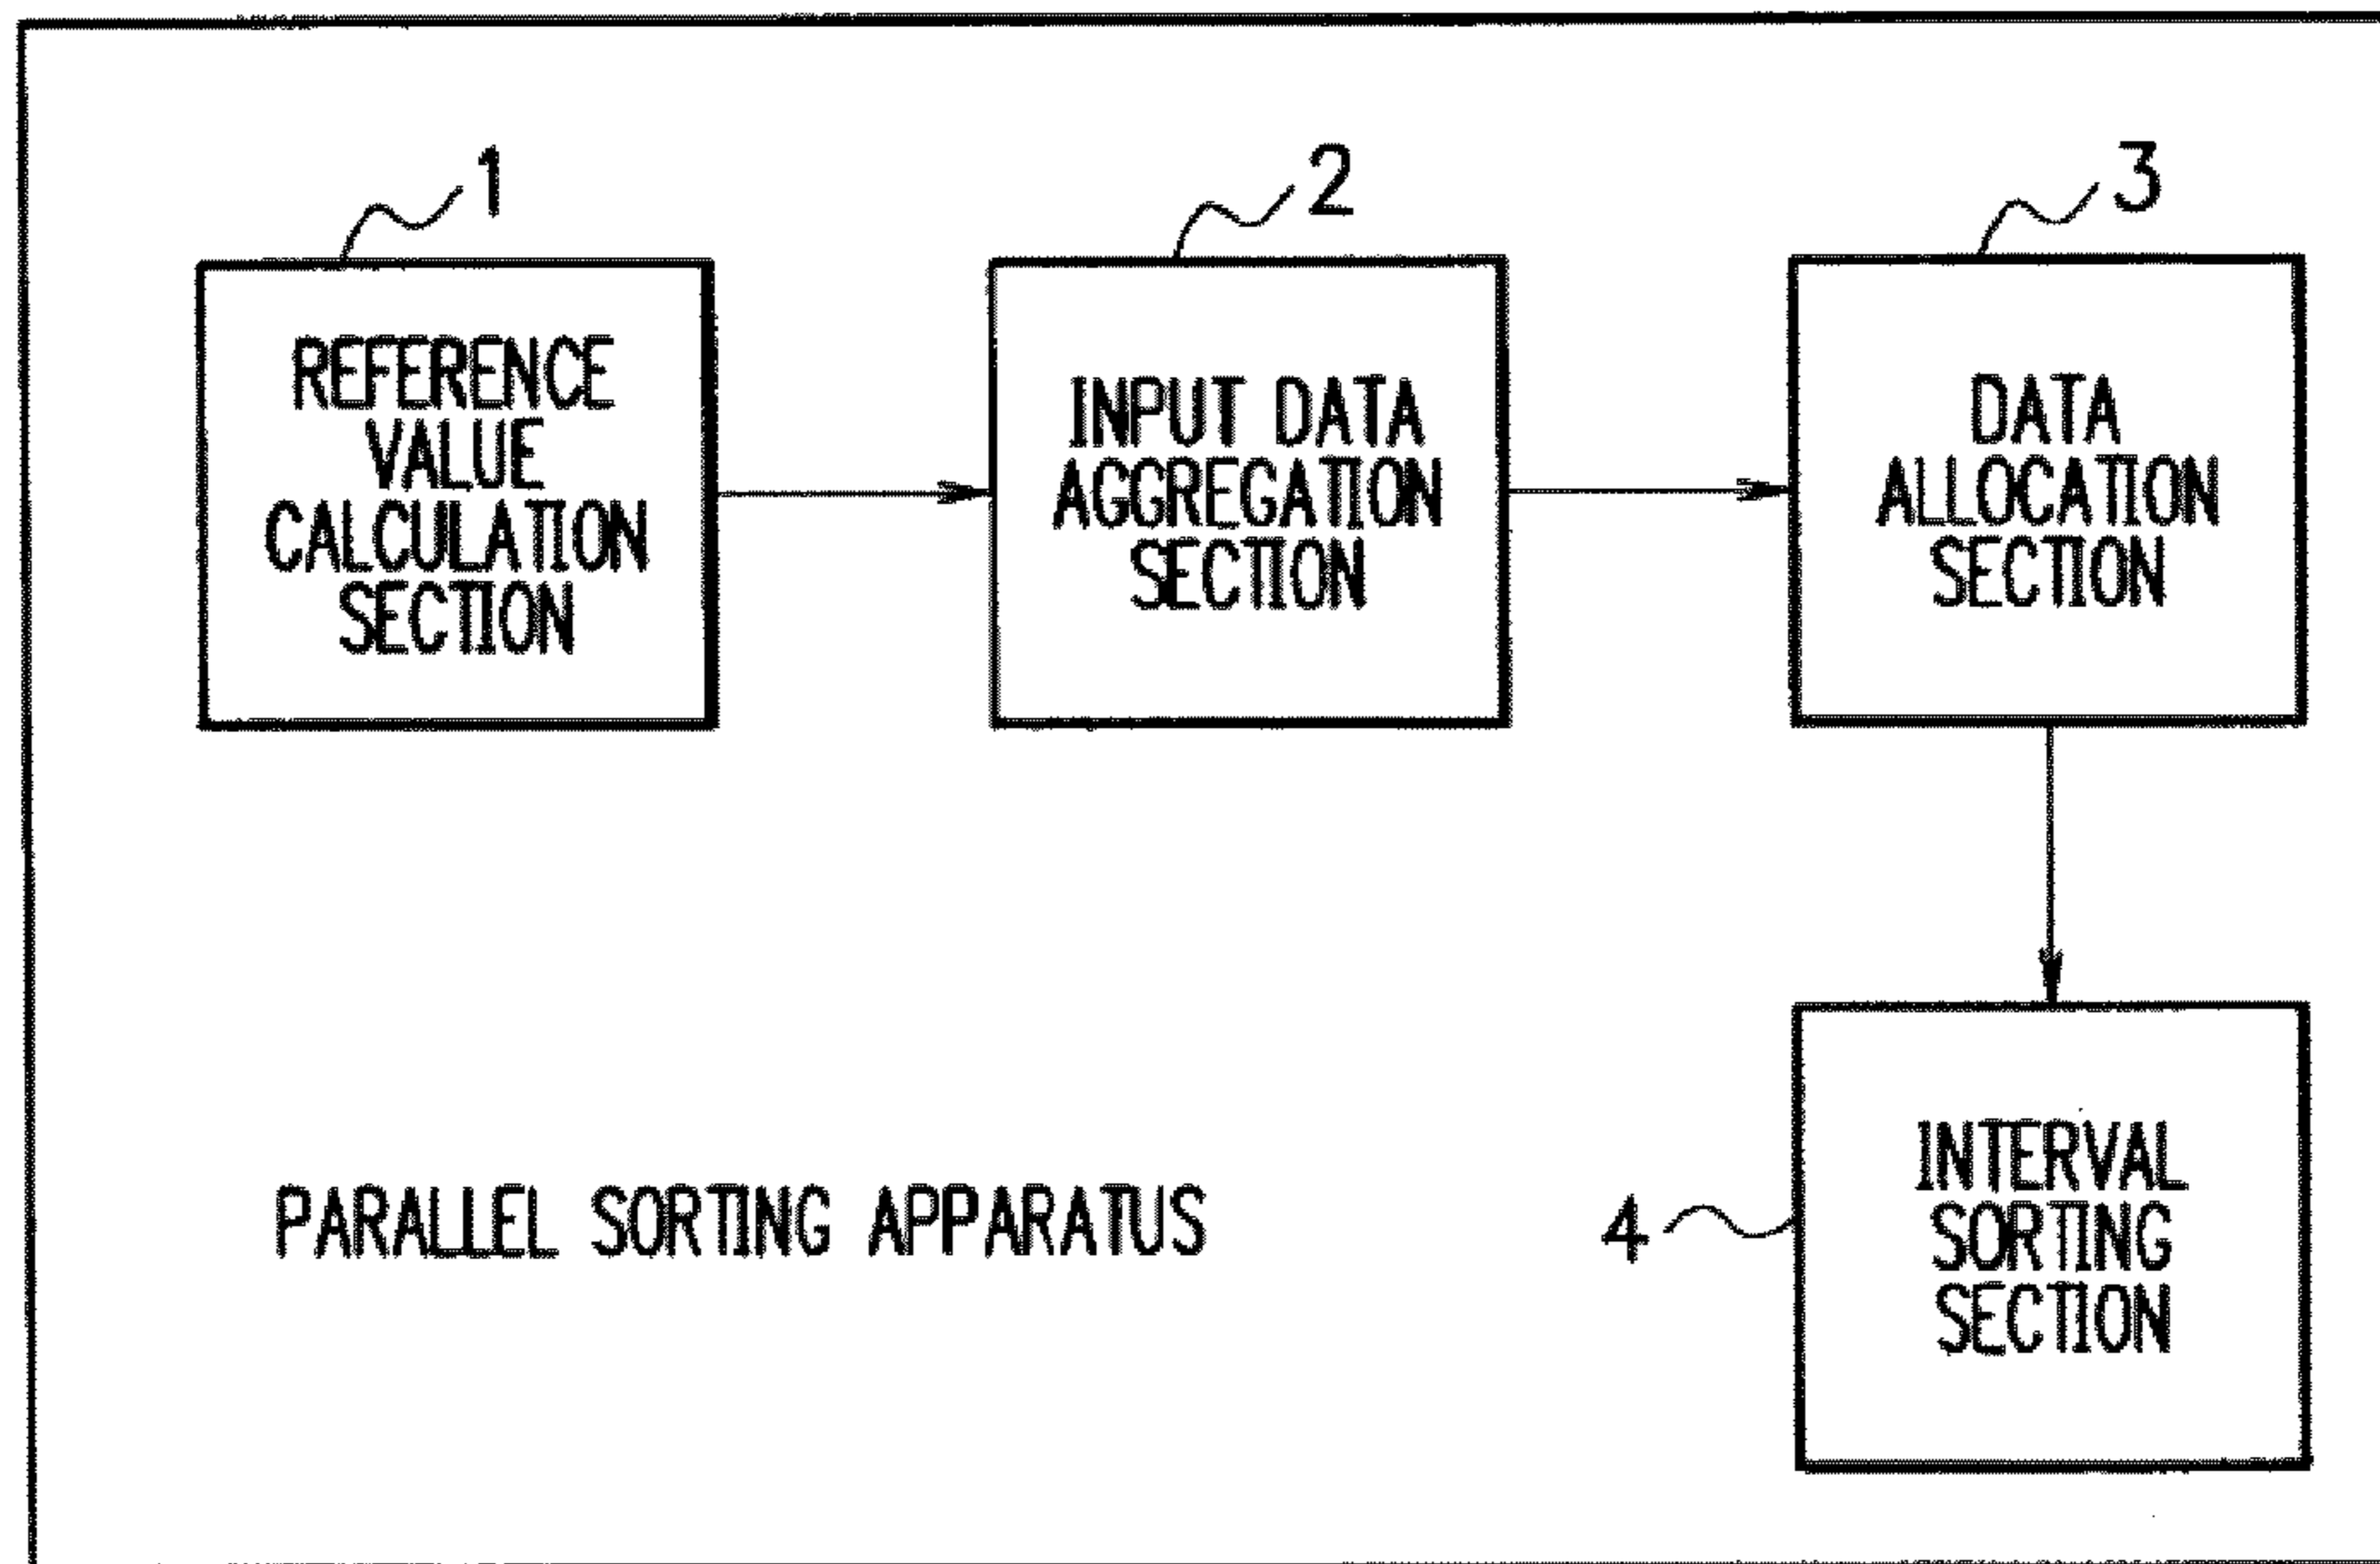 1
REFERENCE
VALUE
CALCULATION
SECTION
2
INPUT DATA
AGGREGATION
SECTION
3
DATA
ALLOCATION
SECTION
PARALLEL SORTING APPARATUS
4
INTERVAL
SORTING
SECTION